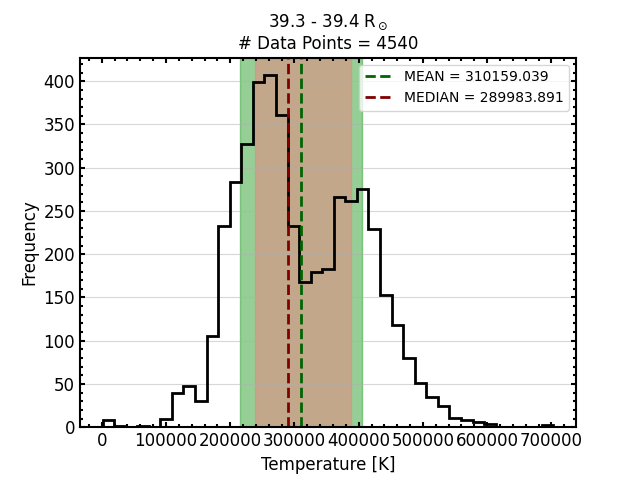 39.3 - 39.4 R⊙
# Data Points = 4540
MEAN = 310159.039
MEDIAN = 289983.891
Frequency
400
350
300
250
200
150
100
50
0
0 100000 200000 300000 400000 500000 600000 700000
Temperature [K]